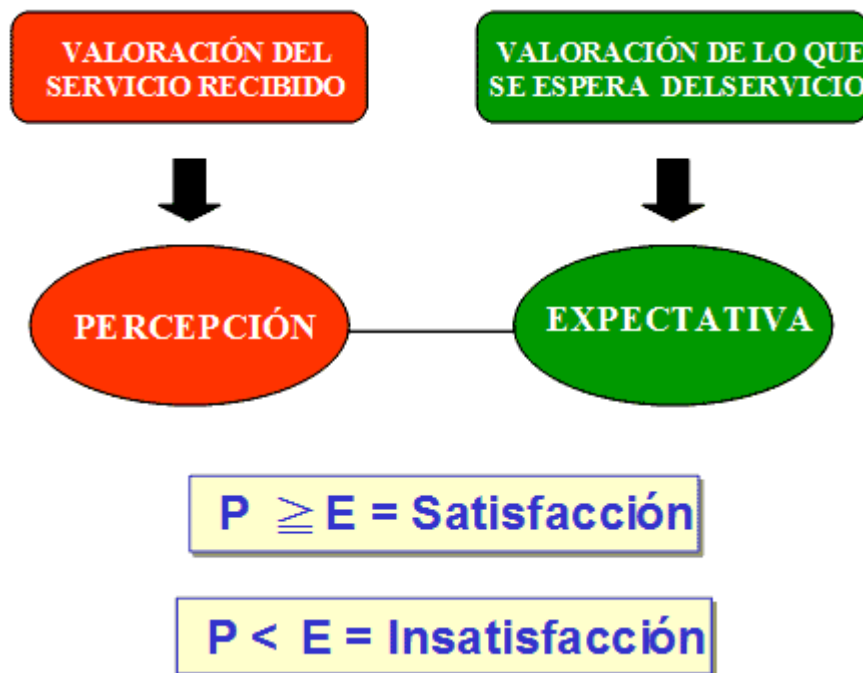 VALORACIÓN DEL
SERVICIO RECIBIDO
VALORACIÓN DE LO QUE
SE ESPERA DELSERVICIO
PERCEPCIÓN
EXPECTATIVA
P ≧ E = Satisfacción
P < E = Insatisfacción